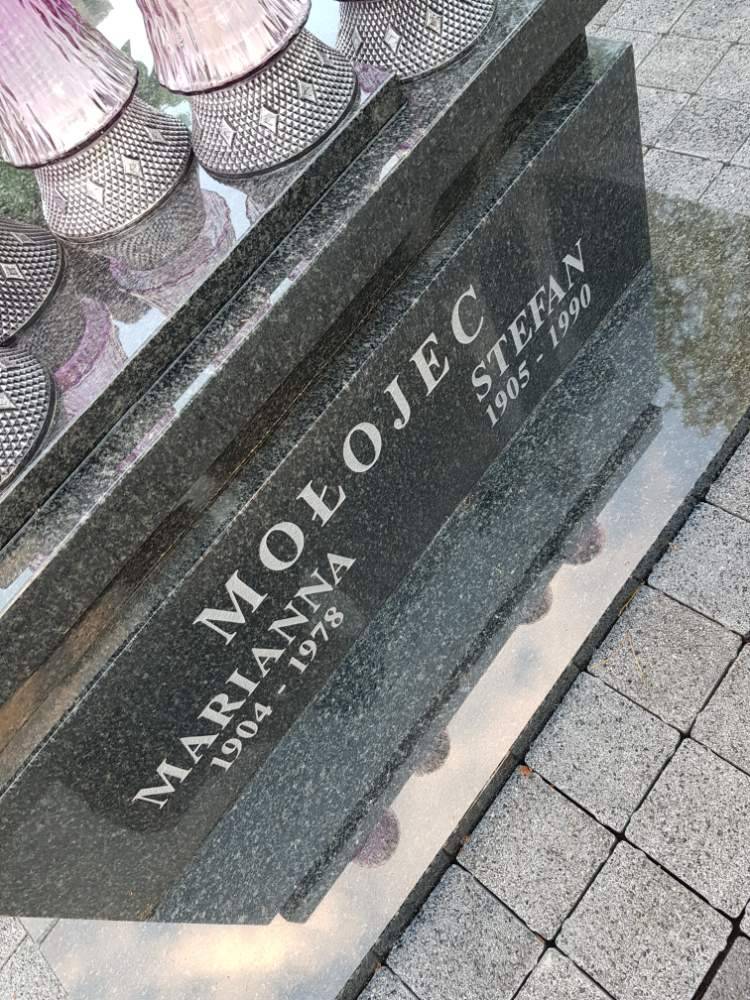 MOŁOJEC
MARIANNA
1904 - 1978
STEFAN
1905 - 1990